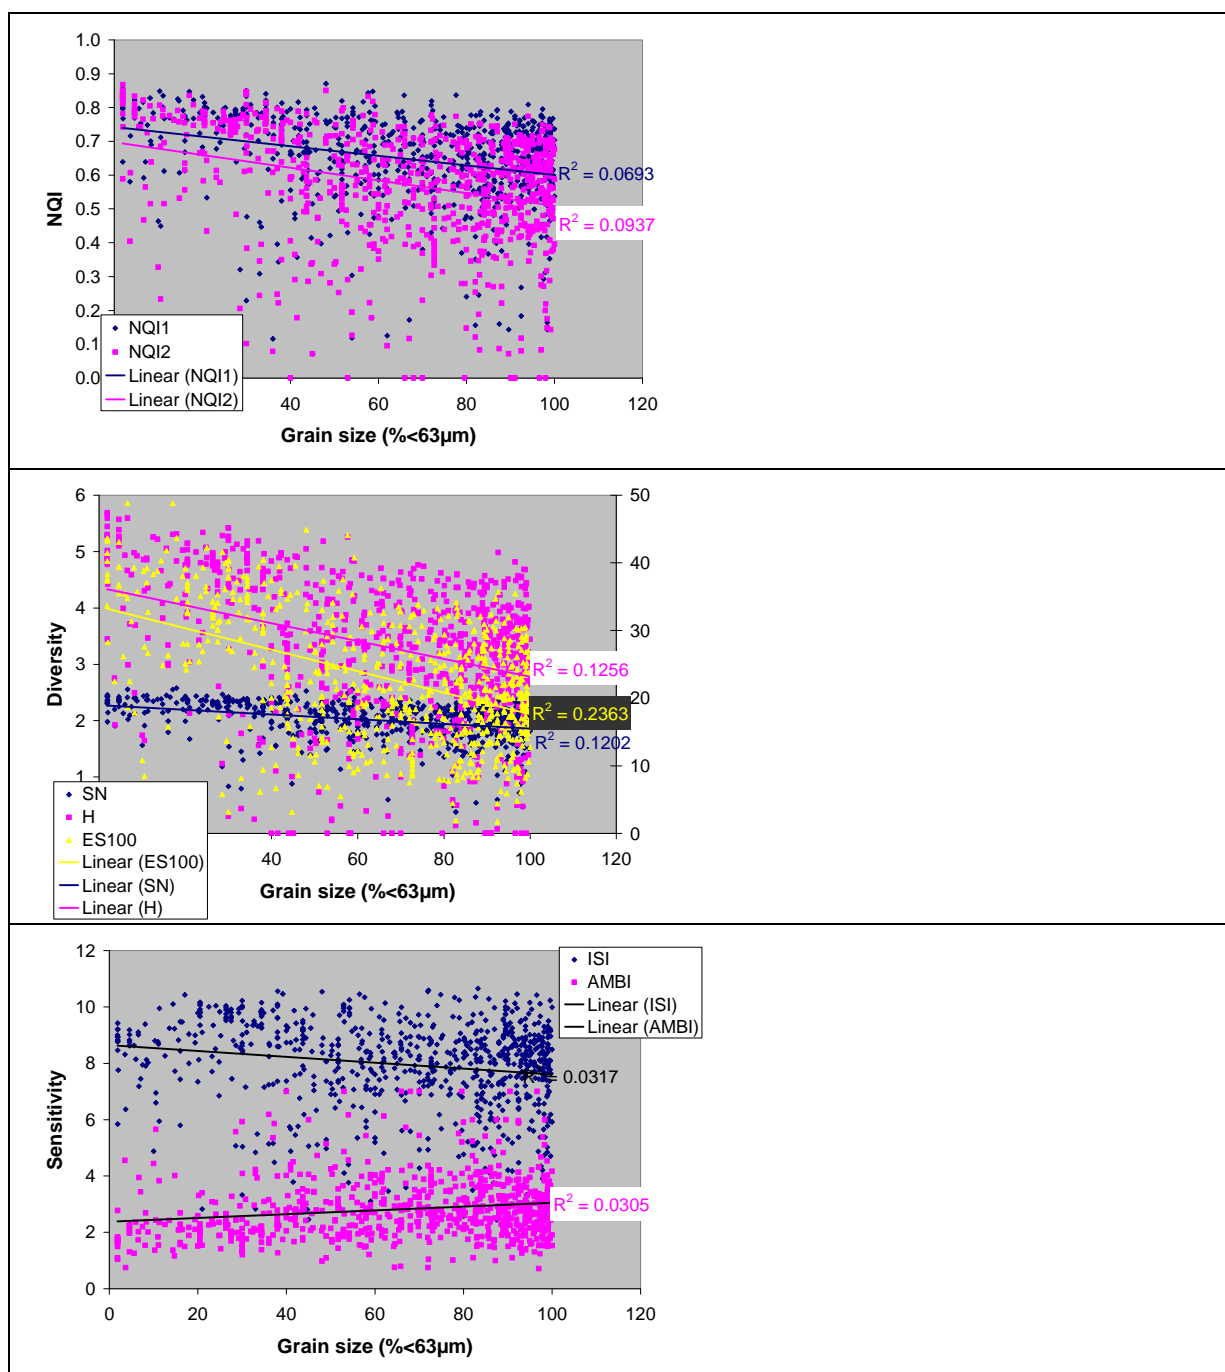 1.0
0.9
0.8
0.7
0.6
0.5
0.4
0.3
0.2
0.1
0.0
NQI
R² = 0.0693
R² = 0.0937
NQI1
NQI2
Linear (NQI1)
Linear (NQI2)
40 60 80 100 120
Grain size (%<63µm)
6
5
4
3
2
1
Diversity
50
40
30
20
10
0
R² = 0.1256
R² = 0.2363
R² = 0.1202
SN
H
ES100
Linear (ES100)
Linear (SN)
Linear (H)
40 60 80 100 120
Grain size (%<63µm)
12
10
8
6
4
2
0
Sensitivity
ISI
AMBI
Linear (ISI)
Linear (AMBI)
0.0317
R² = 0.0305
0 20 40 60 80 100 120
Grain size (%<63µm)